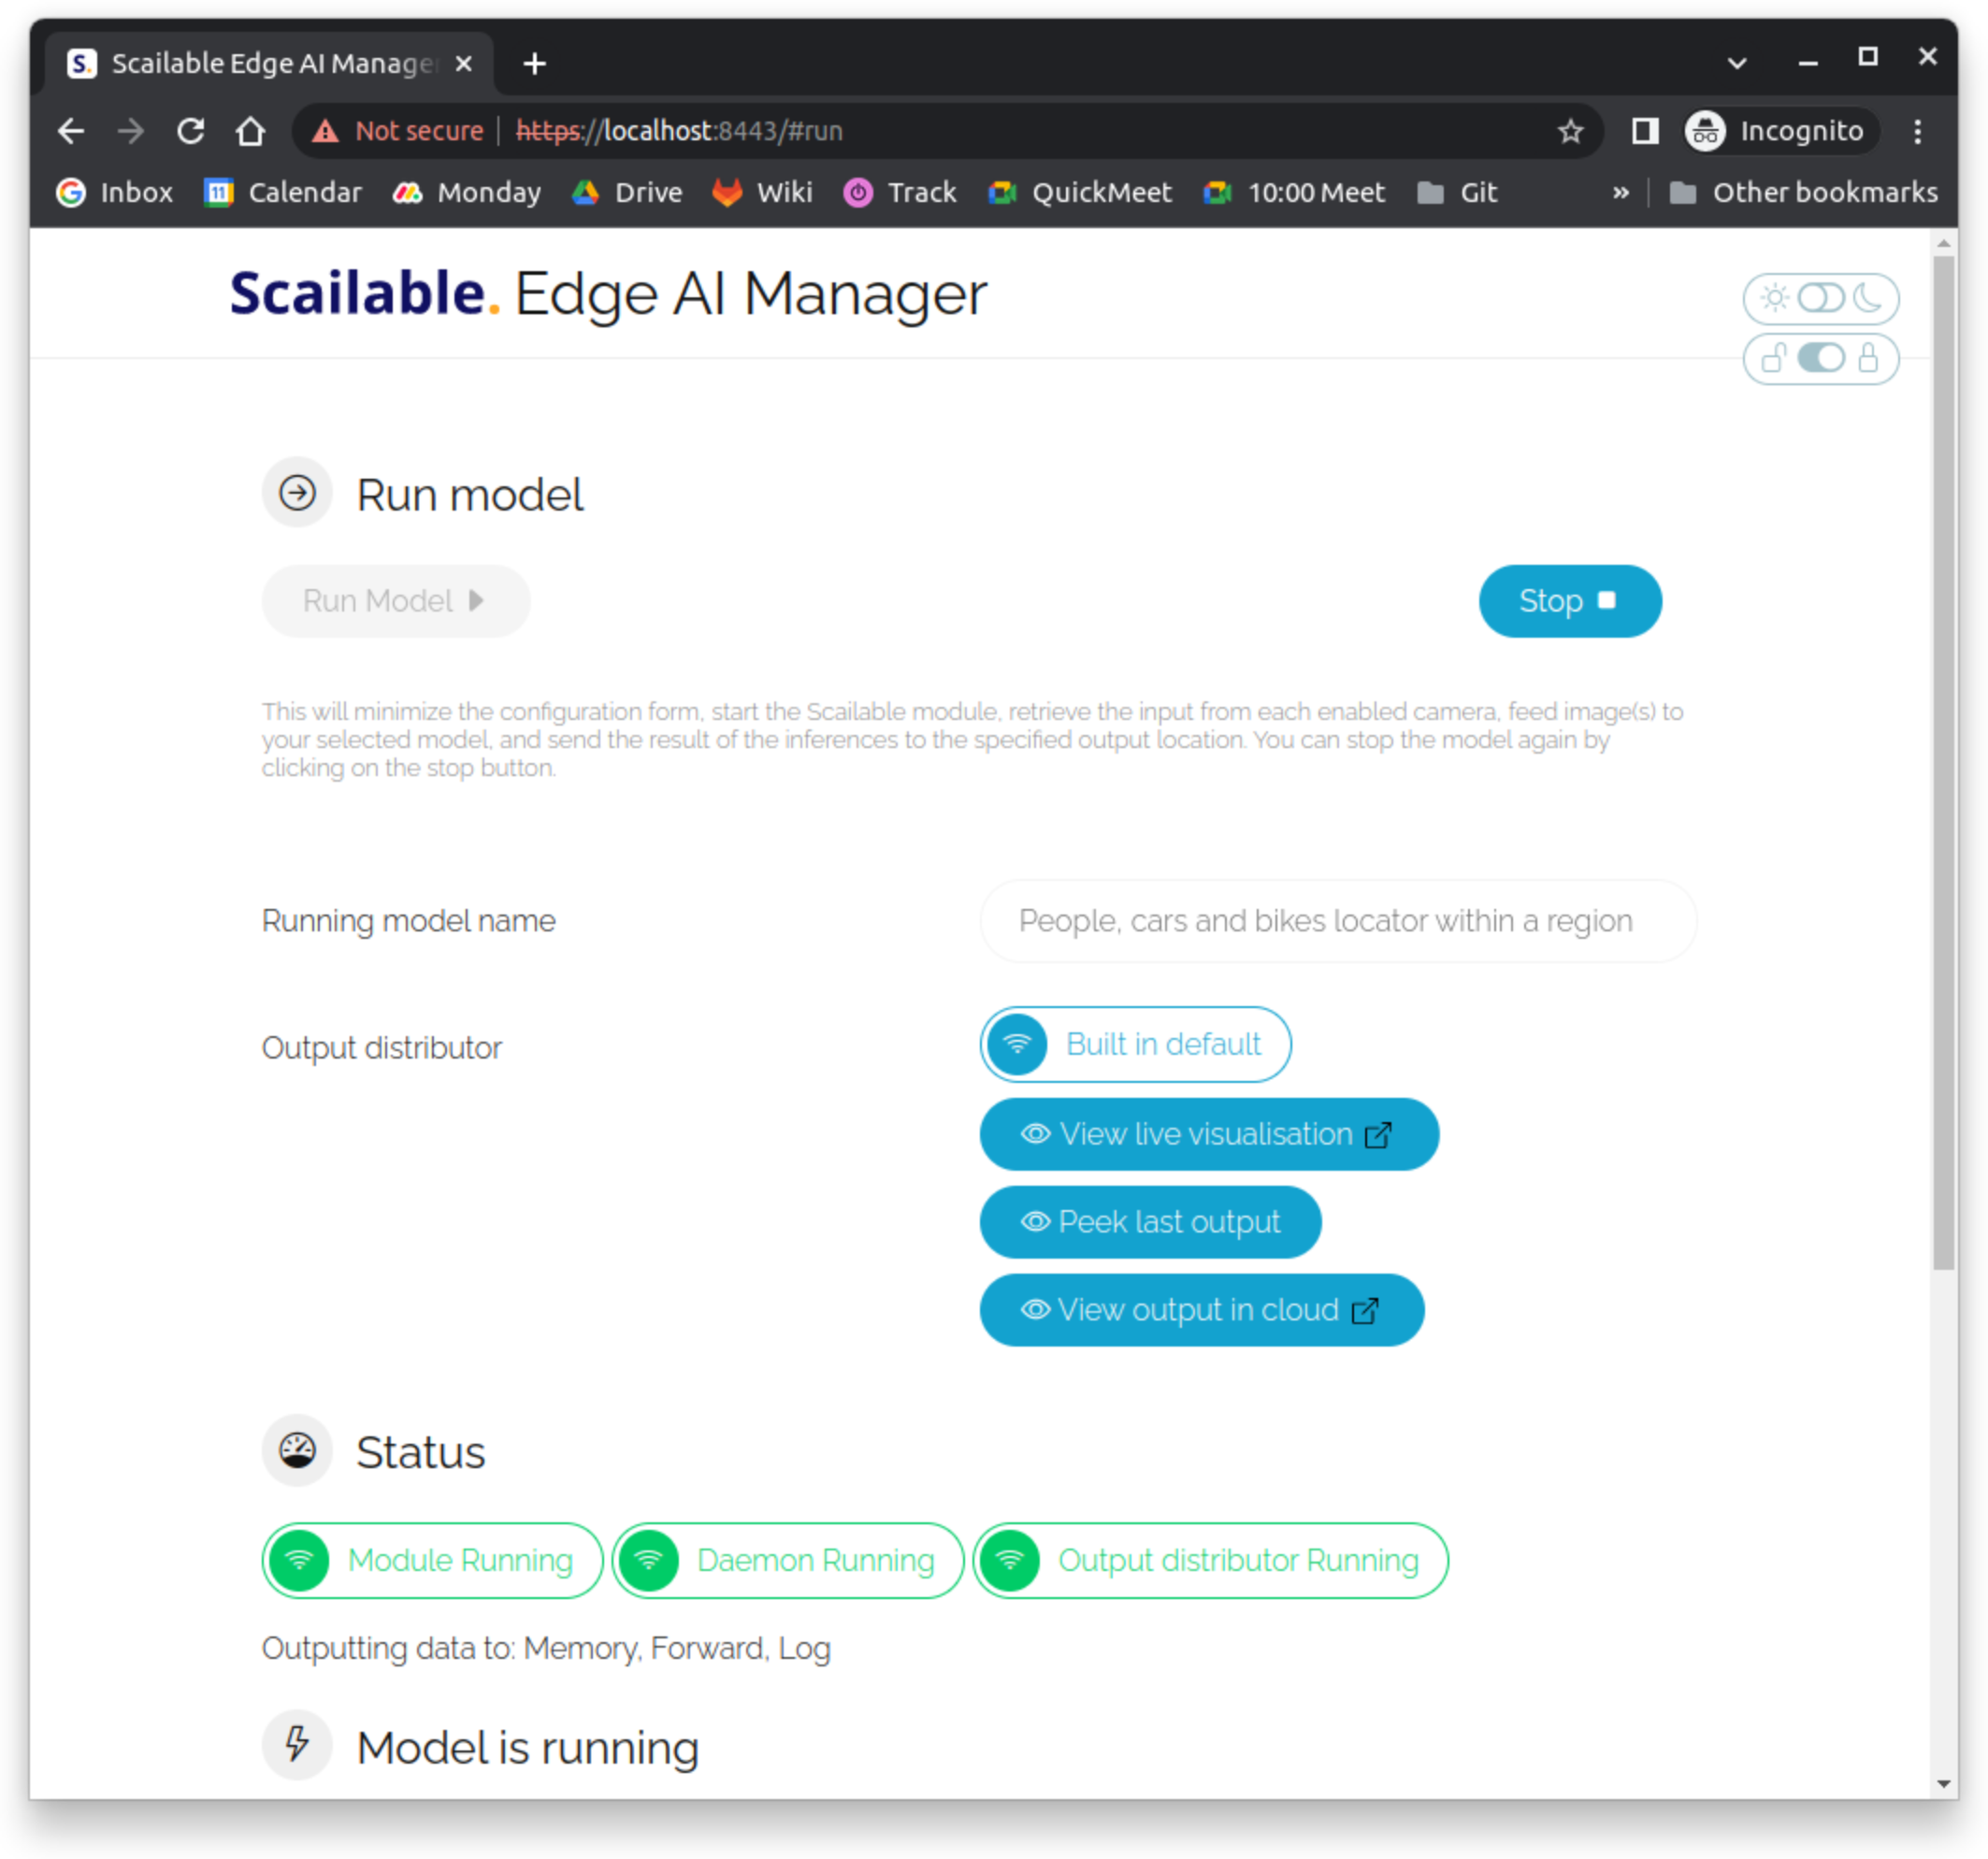 S. Scailable Edge AI Manager
Not secure https://localhost:8443/#run Incognito
Inbox 11 Calendar Monday Drive Wiki Track QuickMeet 10:00 Meet Git » Other bookmarks
Scailable. Edge AI Manager
Run model
Run Model Stop
This will minimize the configuration form, start the Scailable module, retrieve the input from each enabled camera, feed image(s) to
your selected model, and send the result of the inferences to the specified output location. You can stop the model again by
clicking on the stop button.
Running model name People, cars and bikes locator within a region
Output distributor Built in default
View live visualisation
Peek last output
View output in cloud
Status
Module Running Daemon Running Output distributor Running
Outputting data to: Memory, Forward, Log
Model is running